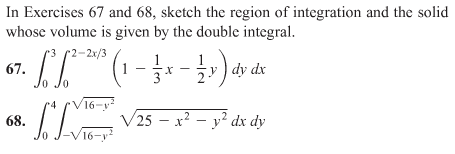 In Exercises 67 and 68, sketch the region of integration and the solid
whose volume is given by the double integral.
67. ∫₀³ ∫₀^(2−2x/3) (1 − 1/3 x − 1/2 y) dy dx
68. ∫₀⁴ ∫_(−√(16−y²))^(√(16−y²)) √(25 − x² − y²) dx dy